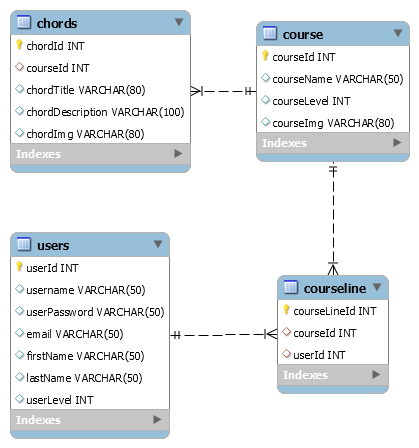 chords
chordId INT
courseId INT
chordTitle VARCHAR(80)
chordDescription VARCHAR(100)
chordImg VARCHAR(80)
Indexes
course
courseId INT
courseName VARCHAR(50)
courseLevel INT
courseImg VARCHAR(80)
Indexes
users
userId INT
username VARCHAR(50)
userPassword VARCHAR(50)
email VARCHAR(50)
firstName VARCHAR(50)
lastName VARCHAR(50)
userLevel INT
Indexes
courseline
courseLineId INT
courseId INT
userId INT
Indexes